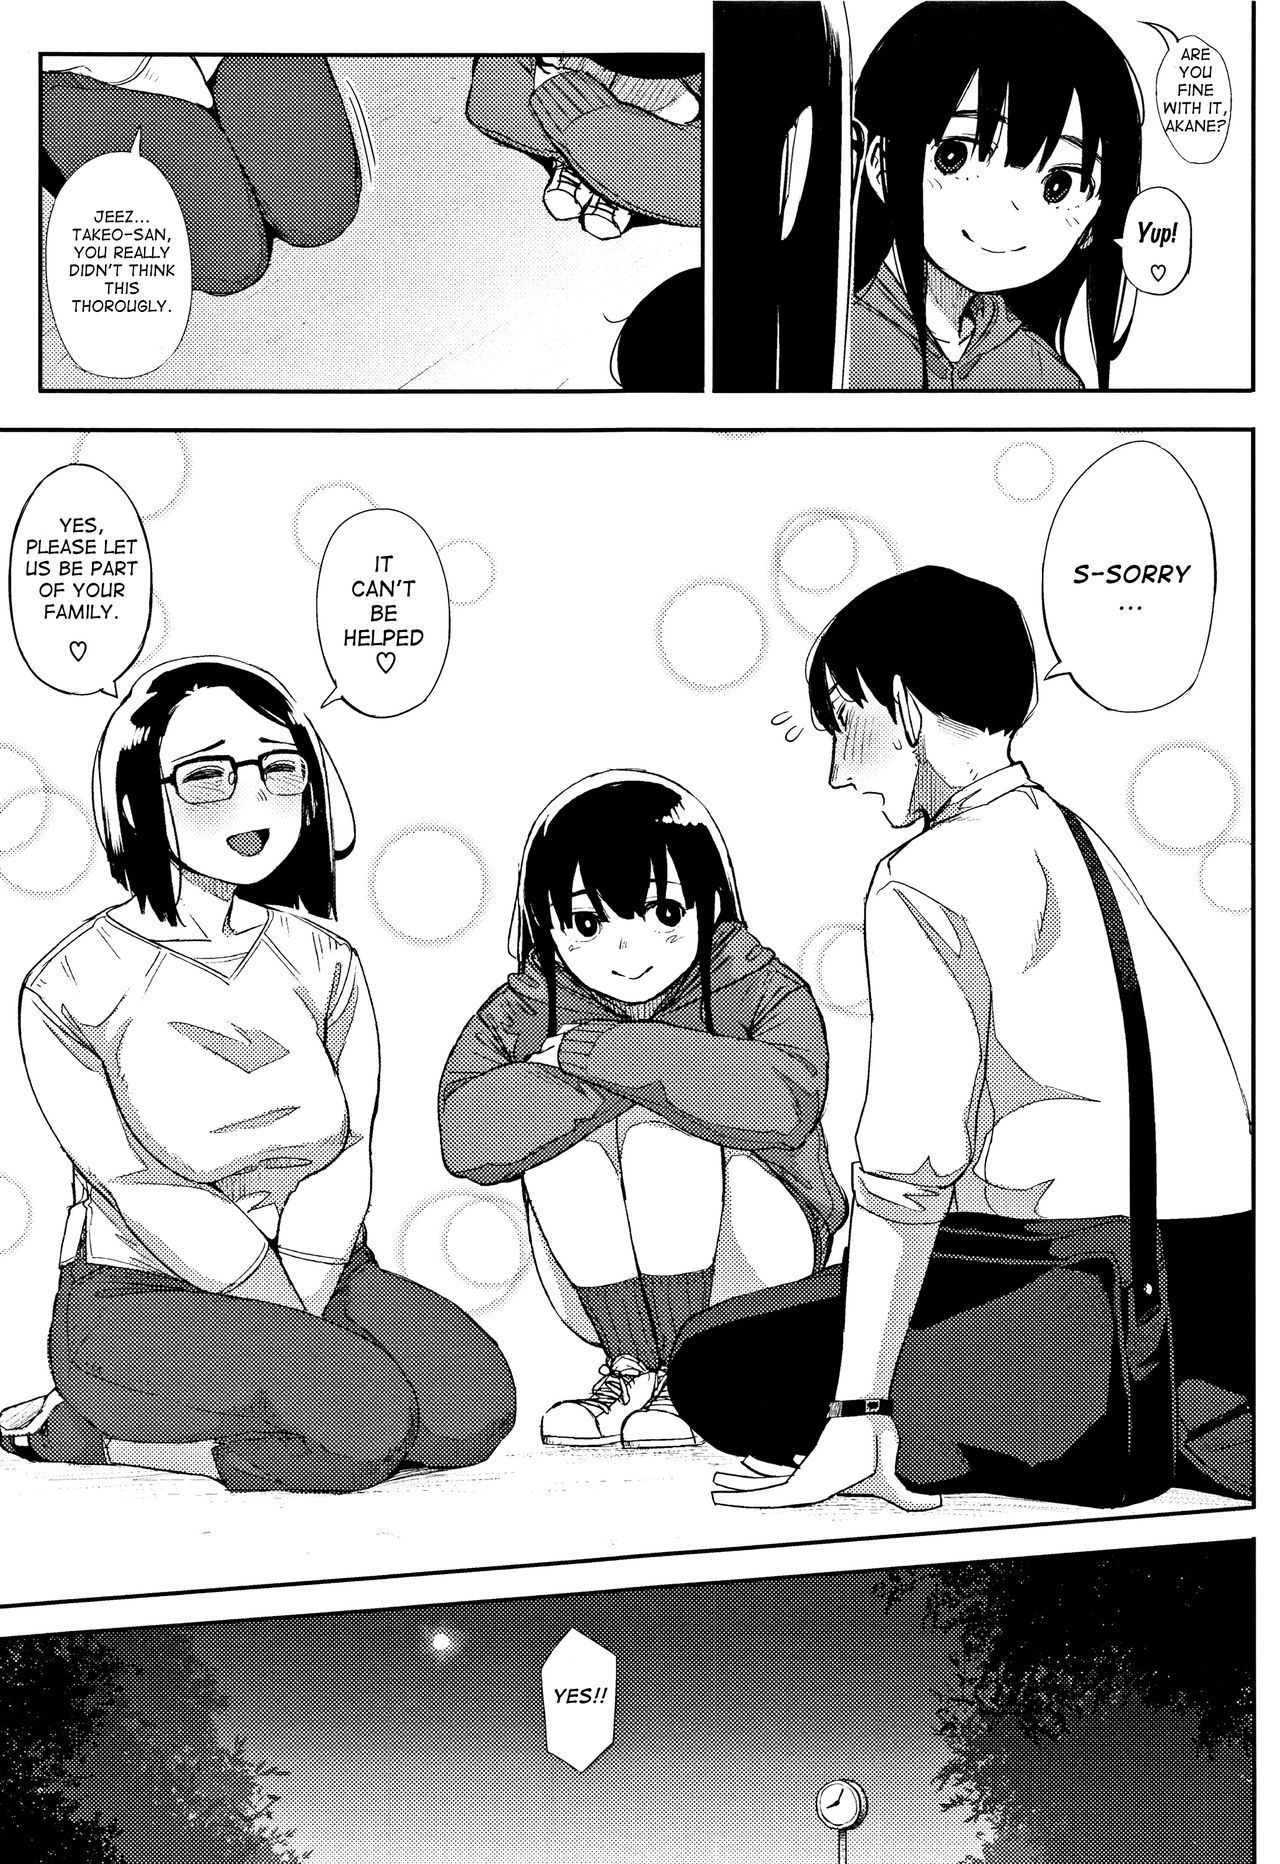 ARE
YOU
FINE
WITH IT,
AKANE?
Yup!
♡
JEEZ...
TAKEO-SAN,
YOU REALLY
DIDN'T THINK
THIS
THOROUGLY.
S-SORRY
...
IT
CAN'T
BE
HELPED
♡
YES,
PLEASE LET
US BE PART
OF YOUR
FAMILY.
♡
YES!!